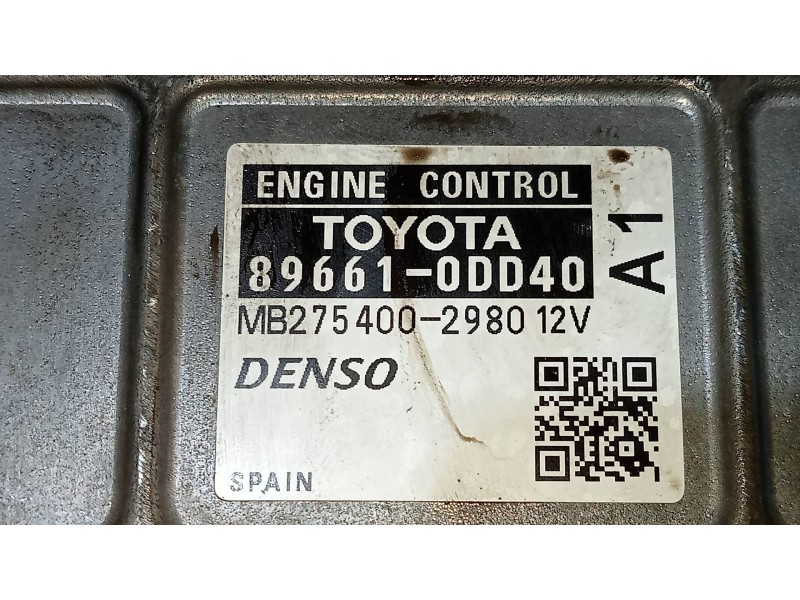 ENGINE CONTROL
TOYOTA
89661-0DD40
A1
MB275400-2980 12V
DENSO
SPAIN